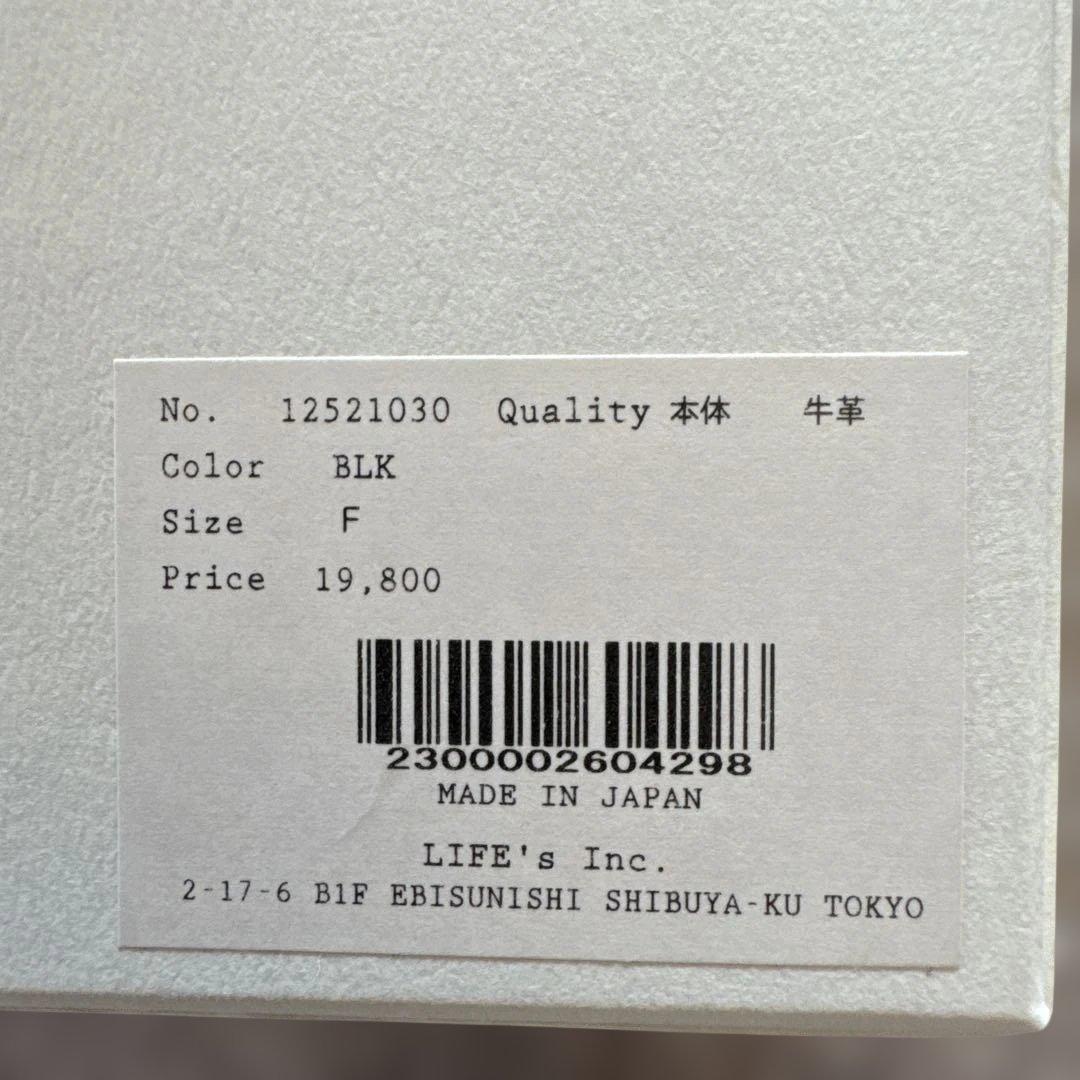 No. 12521030 Quality 本体 牛革
Color BLK
Size F
Price 19,800
2300002604298
MADE IN JAPAN
LIFE's Inc.
2-17-6 B1F EBISUNISHI SHIBUYA-KU TOKYO